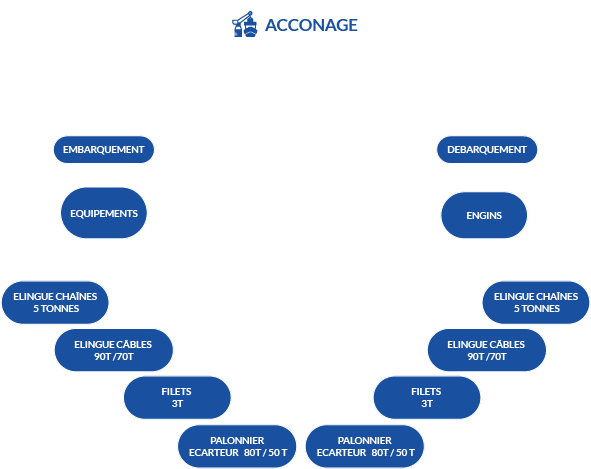 ACCONAGE
EMBARQUEMENT
DEBARQUEMENT
EQUIPEMENTS
ENGINS
ELINGUE CHAÎNES
5 TONNES
ELINGUE CHAÎNES
5 TONNES
ELINGUE CÂBLES
90T /70T
ELINGUE CÂBLES
90T /70T
FILETS
3T
FILETS
3T
PALONNIER
ECARTEUR 80T / 50 T
PALONNIER
ECARTEUR 80T / 50 T